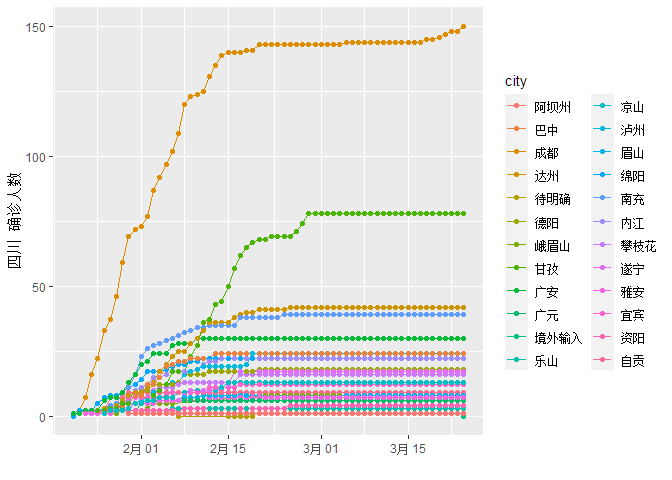 150
100
50
0
四川 确诊人数
2月 01
2月 15
3月 01
3月 15
city
阿坝州
巴中
成都
达州
待明确
德阳
峨眉山
甘孜
广安
广元
境外输入
乐山
凉山
泸州
眉山
绵阳
南充
内江
攀枝花
遂宁
雅安
宜宾
资阳
自贡